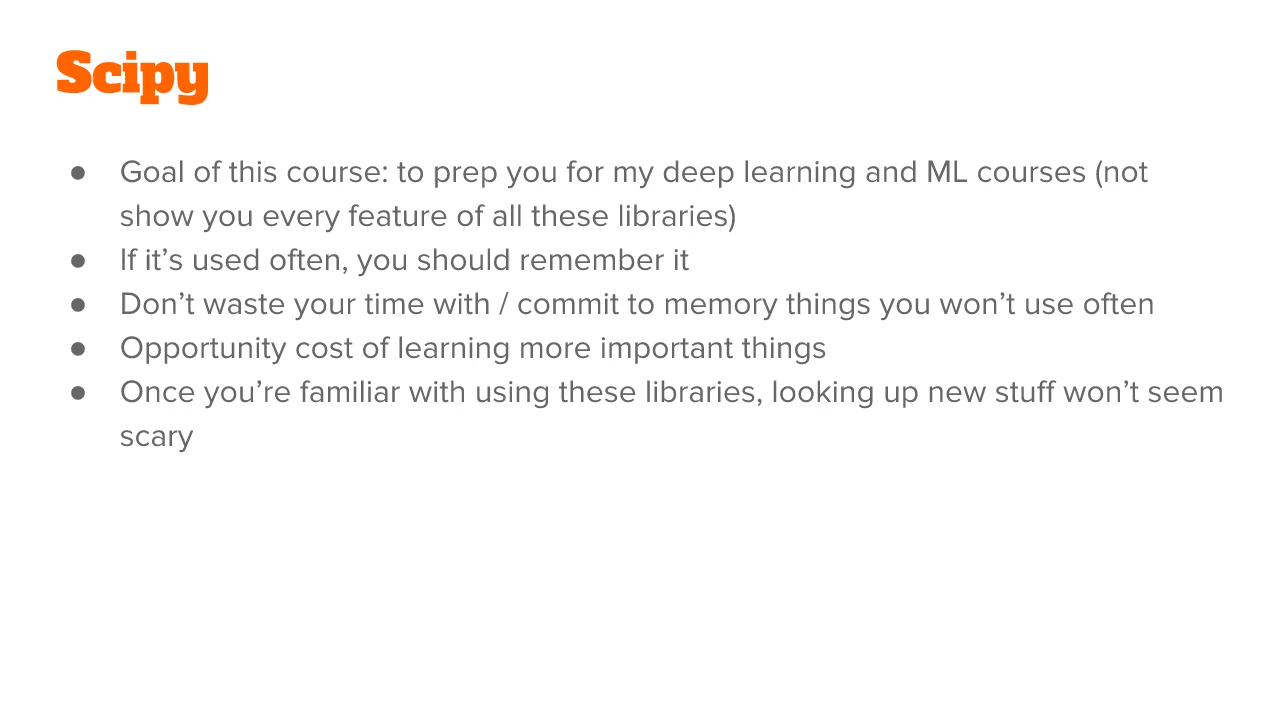 Scipy
● Goal of this course: to prep you for my deep learning and ML courses (not
show you every feature of all these libraries)
● If it’s used often, you should remember it
● Don’t waste your time with / commit to memory things you won’t use often
● Opportunity cost of learning more important things
● Once you’re familiar with using these libraries, looking up new stuff won’t seem
scary